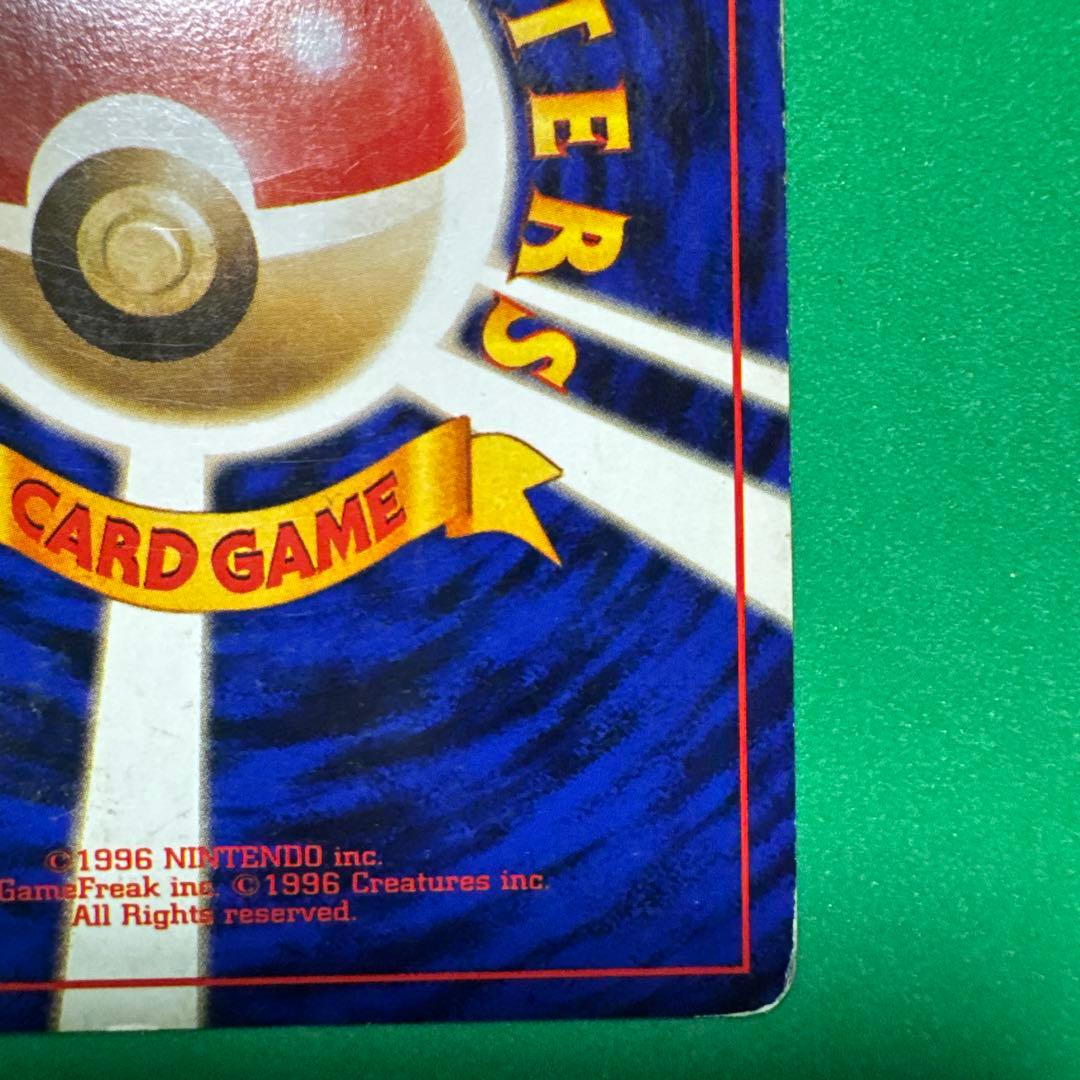 TERS
CARD GAME
©1996 NINTENDO inc.
GameFreak inc. ©1996 Creatures inc.
All Rights reserved.